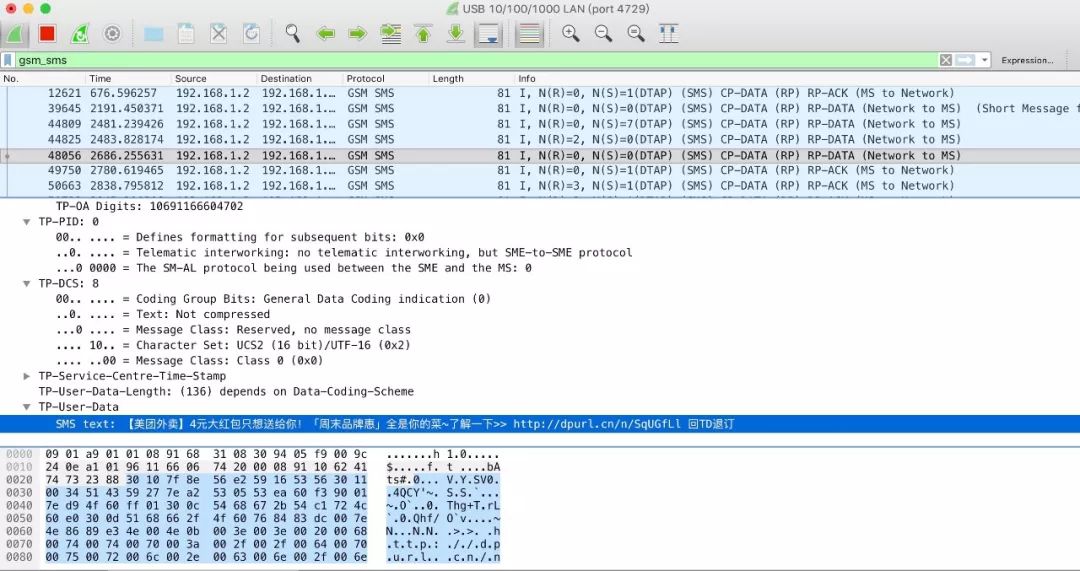 USB 10/100/1000 LAN (port 4729)
gsm_sms
Expression...
No. Time Source Destination Protocol Length Info
12621 676.596257 192.168.1.2 192.168.1.... GSM SMS 81 I, N(R)=0, N(S)=1(DTAP) (SMS) CP-DATA (RP) RP-ACK (MS to Network)
39645 2191.450371 192.168.1.2 192.168.1.... GSM SMS 81 I, N(R)=0, N(S)=1(DTAP) (SMS) CP-DATA (RP) RP-DATA (Network to MS) (Short Message f
44809 2481.239426 192.168.1.2 192.168.1.... GSM SMS 81 I, N(R)=0, N(S)=7(DTAP) (SMS) CP-DATA (RP) RP-DATA (Network to MS)
44825 2483.828174 192.168.1.2 192.168.1.... GSM SMS 81 I, N(R)=2, N(S)=0(DTAP) (SMS) CP-DATA (RP) RP-DATA (Network to MS)
48056 2686.255631 192.168.1.2 192.168.1.... GSM SMS 81 I, N(R)=0, N(S)=0(DTAP) (SMS) CP-DATA (RP) RP-DATA (Network to MS)
49750 2780.619465 192.168.1.2 192.168.1.... GSM SMS 81 I, N(R)=0, N(S)=1(DTAP) (SMS) CP-DATA (RP) RP-ACK (MS to Network)
50663 2838.795812 192.168.1.2 192.168.1.... GSM SMS 81 I, N(R)=3, N(S)=1(DTAP) (SMS) CP-DATA (RP) RP-ACK (MS to Network)
TP-OA Digits: 10691166604702
TP-PID: 0
00.. .... = Defines formatting for subsequent bits: 0x0
..0. .... = Telematic interworking: no telematic interworking, but SME-to-SME protocol
...0 0000 = The SM-AL protocol being used between the SME and the MS: 0
TP-DCS: 8
00.. .... = Coding Group Bits: General Data Coding indication (0)
..0. .... = Text: Not compressed
...0 .... = Message Class: Reserved, no message class
.... 10.. = Character Set: UCS2 (16 bit)/UTF-16 (0x2)
.... ..00 = Message Class: Class 0 (0x0)
TP-Service-Centre-Time-Stamp
TP-User-Data-Length: (136) depends on Data-Coding-Scheme
TP-User-Data
SMS text: 【美团外卖】4元大红包只想送给你!「周末品牌惠」全是你的菜~了解一下>> http://dpurl.cn/n/SqUGfLl 回TD退订
0000 09 01 a9 01 01 08 91 68 31 08 30 94 05 f9 00 9c .......h 1.0.....
0010 24 0e a1 01 96 11 66 06 74 20 00 08 91 10 62 41 $.....f. t ....bA
0020 74 73 23 88 30 10 7f 8e 56 e2 59 16 53 56 30 11 ts#.0... V.Y.SV0.
0030 00 34 51 43 59 27 7e a2 53 05 53 ea 60 f3 90 01 .4QCY'~. S.S.`...
0040 7e d9 4f 60 ff 01 30 0c 54 68 67 2b 54 c1 72 4c ~.O`..0. Thg+T.rL
0050 60 e0 30 0d 51 68 66 2f 4f 60 76 84 83 dc 00 7e `.0.Qhf/ O`v....~
0060 4e 86 89 e3 4e 00 4e 0b 00 3e 00 3e 00 20 00 68 N...N.N. .>.>. .h
0070 00 74 00 74 00 70 00 3a 00 2f 00 2f 00 64 00 70 .t.t.p.: ././.d.p
0080 00 75 00 72 00 6c 00 2e 00 63 00 6e 00 2f 00 6e .u.r.l.. .c.n./.n